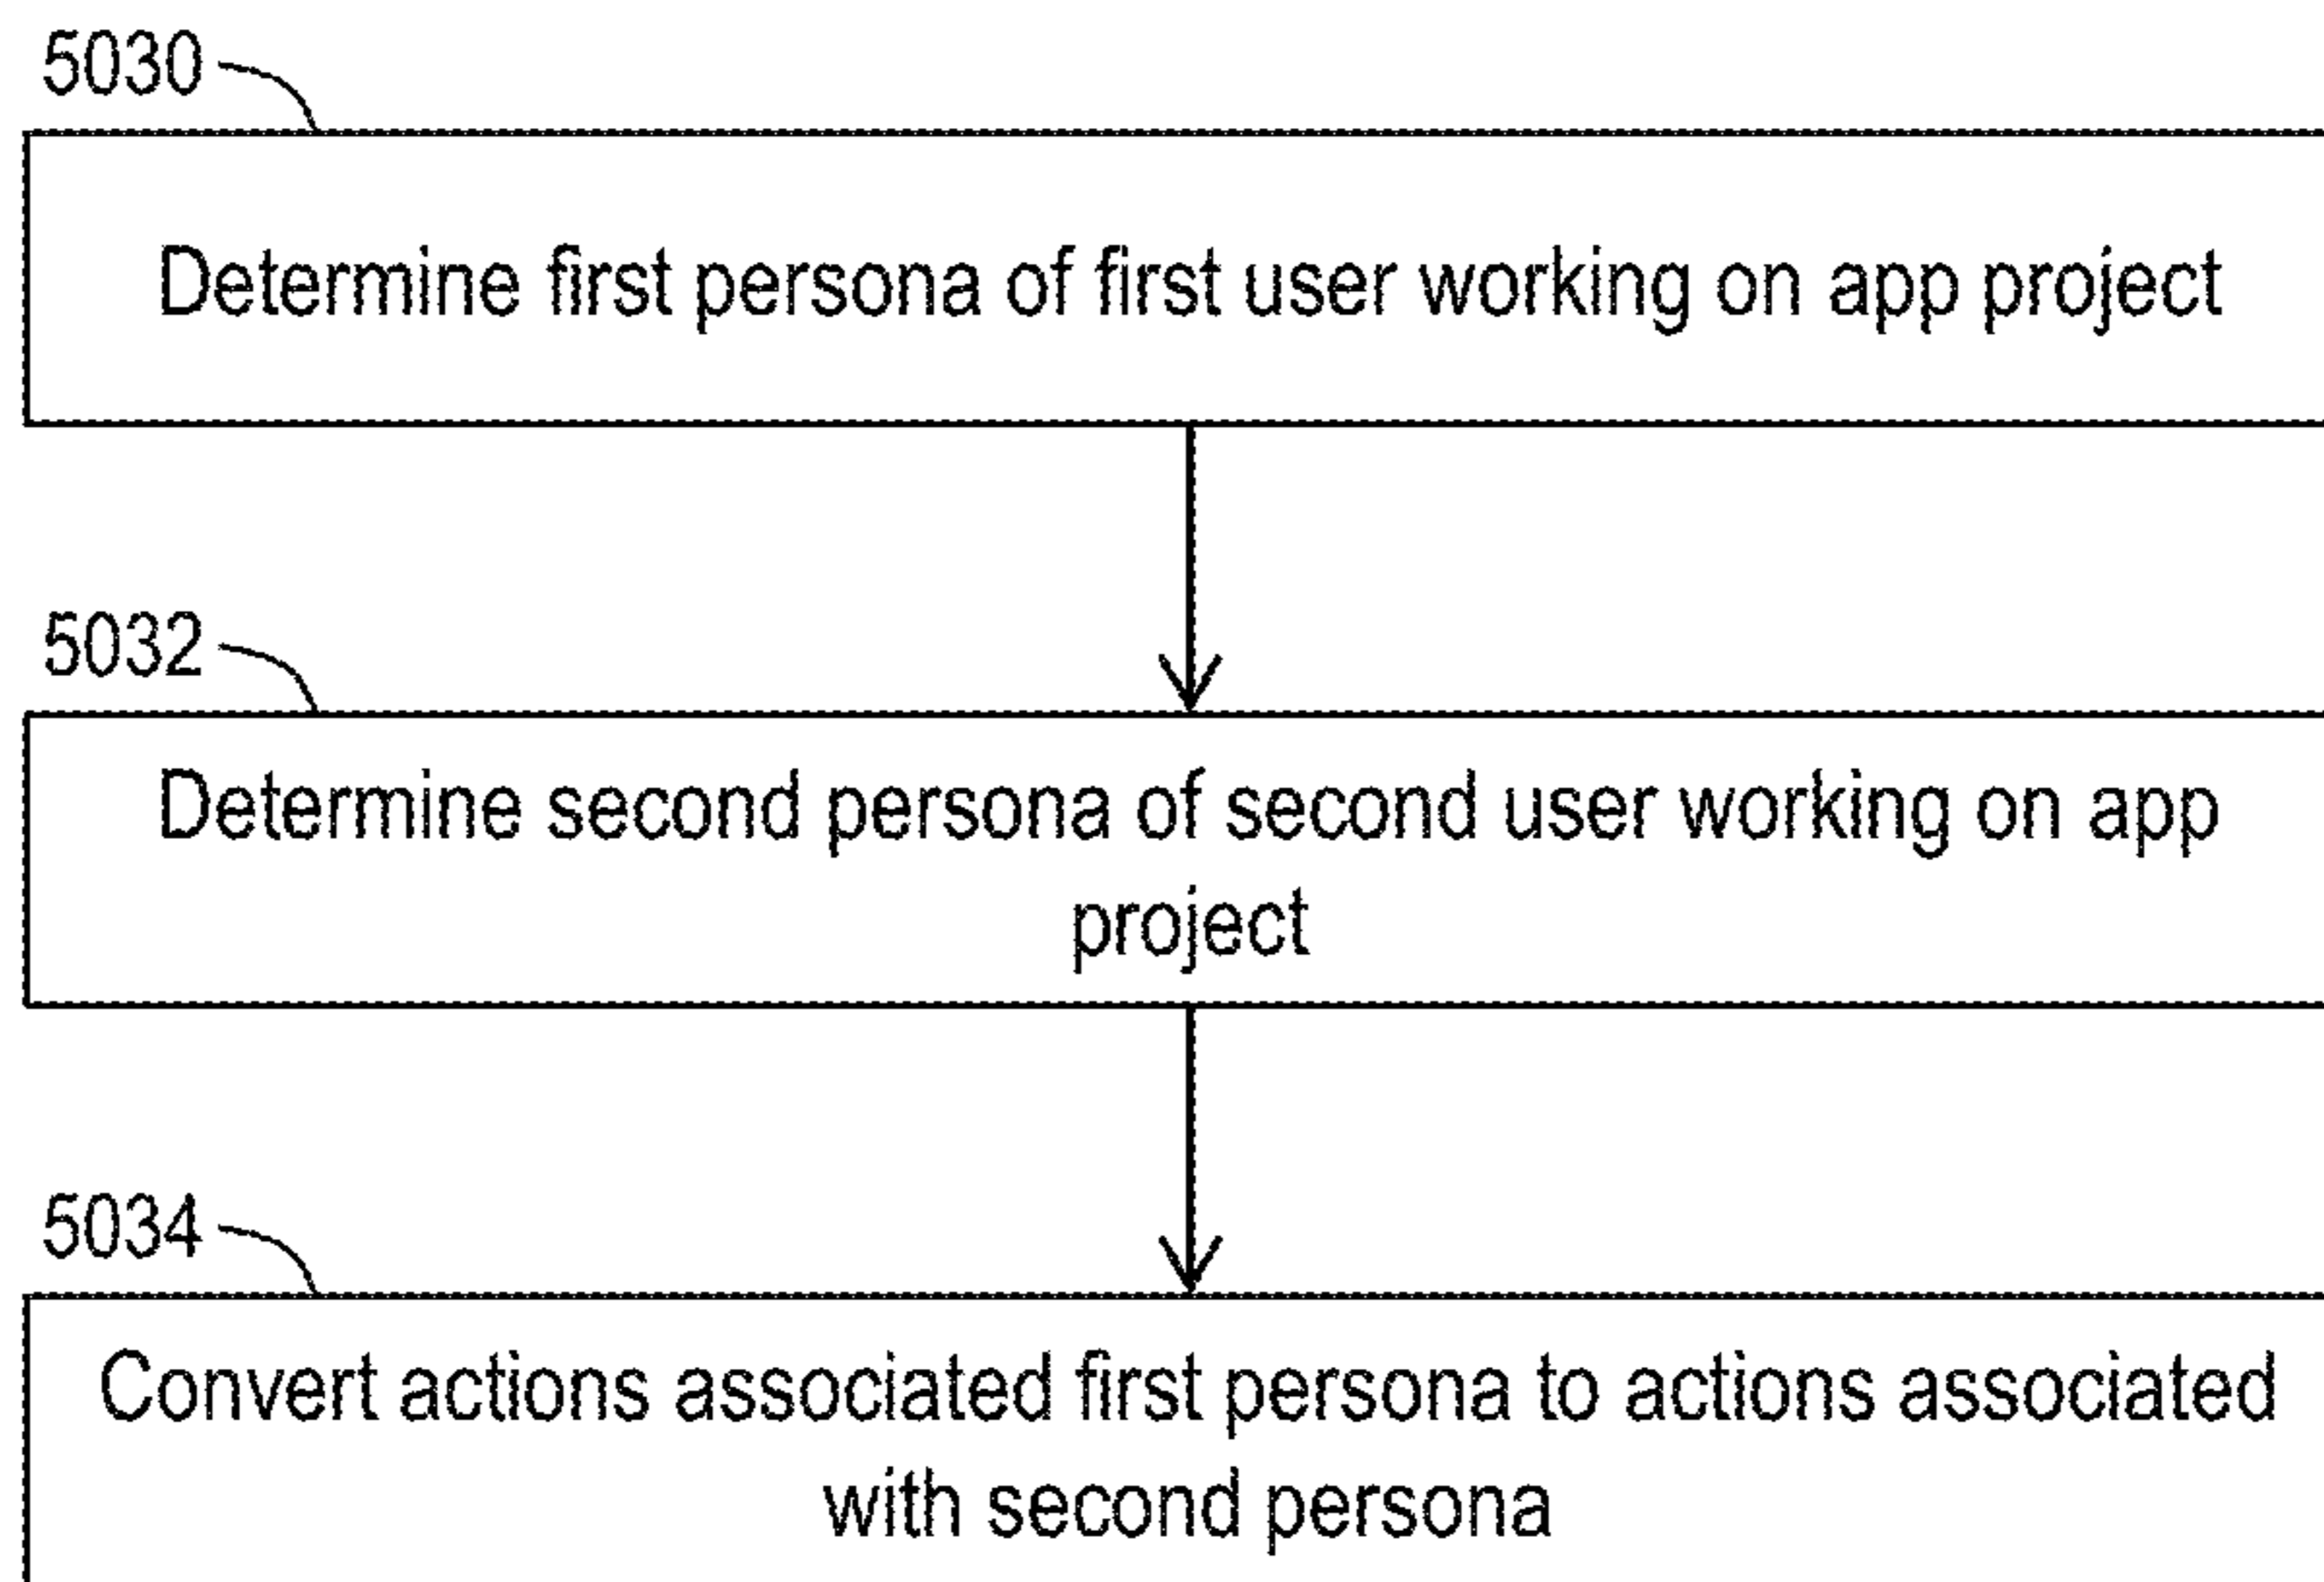 5030
Determine first persona of first user working on app project
5032
Determine second persona of second user working on app
project
5034
Convert actions associated first persona to actions associated
with second persona